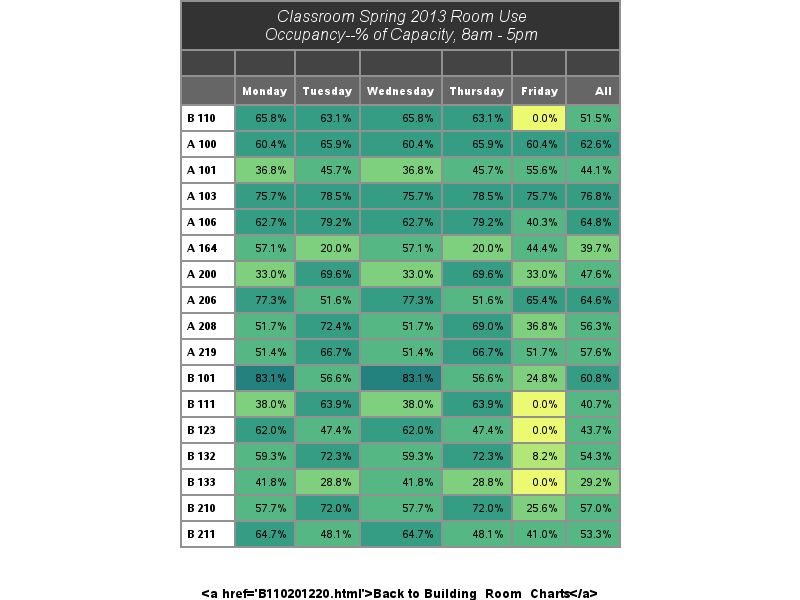 Classroom Spring 2013 Room Use
Occupancy--% of Capacity, 8am - 5pm
Monday Tuesday Wednesday Thursday Friday All
B 110 65.8% 63.1% 65.8% 63.1% 0.0% 51.5%
A 100 60.4% 65.9% 60.4% 65.9% 60.4% 62.6%
A 101 36.8% 45.7% 36.8% 45.7% 55.6% 44.1%
A 103 75.7% 78.5% 75.7% 78.5% 75.7% 76.8%
A 106 62.7% 79.2% 62.7% 79.2% 40.3% 64.8%
A 164 57.1% 20.0% 57.1% 20.0% 44.4% 39.7%
A 200 33.0% 69.6% 33.0% 69.6% 33.0% 47.6%
A 206 77.3% 51.6% 77.3% 51.6% 65.4% 64.6%
A 208 51.7% 72.4% 51.7% 69.0% 36.8% 56.3%
A 219 51.4% 66.7% 51.4% 66.7% 51.7% 57.6%
B 101 83.1% 56.6% 83.1% 56.6% 24.8% 60.8%
B 111 38.0% 63.9% 38.0% 63.9% 0.0% 40.7%
B 123 62.0% 47.4% 62.0% 47.4% 0.0% 43.7%
B 132 59.3% 72.3% 59.3% 72.3% 8.2% 54.3%
B 133 41.8% 28.8% 41.8% 28.8% 0.0% 29.2%
B 210 57.7% 72.0% 57.7% 72.0% 25.6% 57.0%
B 211 64.7% 48.1% 64.7% 48.1% 41.0% 53.3%
<a href='B110201220.html'>Back to Building_Room_Charts</a>